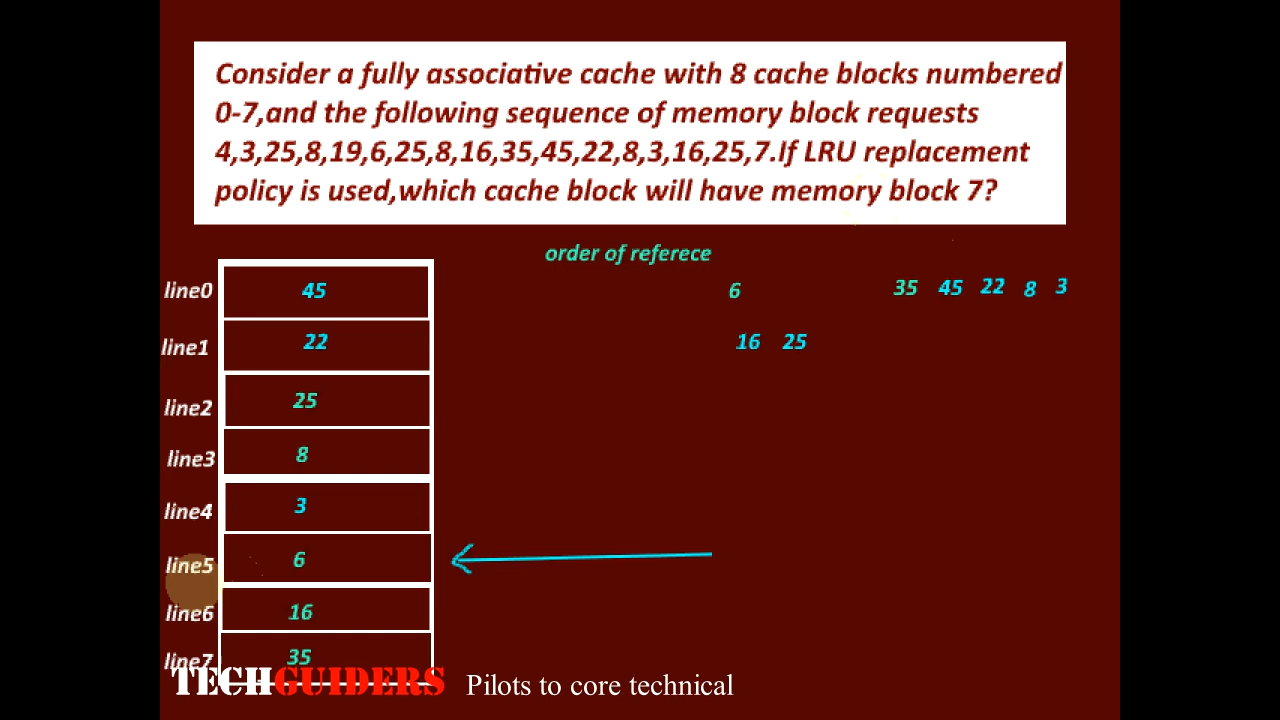 Consider a fully associative cache with 8 cache blocks numbered
0-7,and the following sequence of memory block requests
4,3,25,8,19,6,25,8,16,35,45,22,8,3,16,25,7.If LRU replacement
policy is used,which cache block will have memory block 7?
order of referece
6 35 45 22 8 3
16 25
line0 45
line1 22
line2 25
line3 8
line4 3
line5 6
line6 16
line7 35
TECHGUIDERS Pilots to core technical